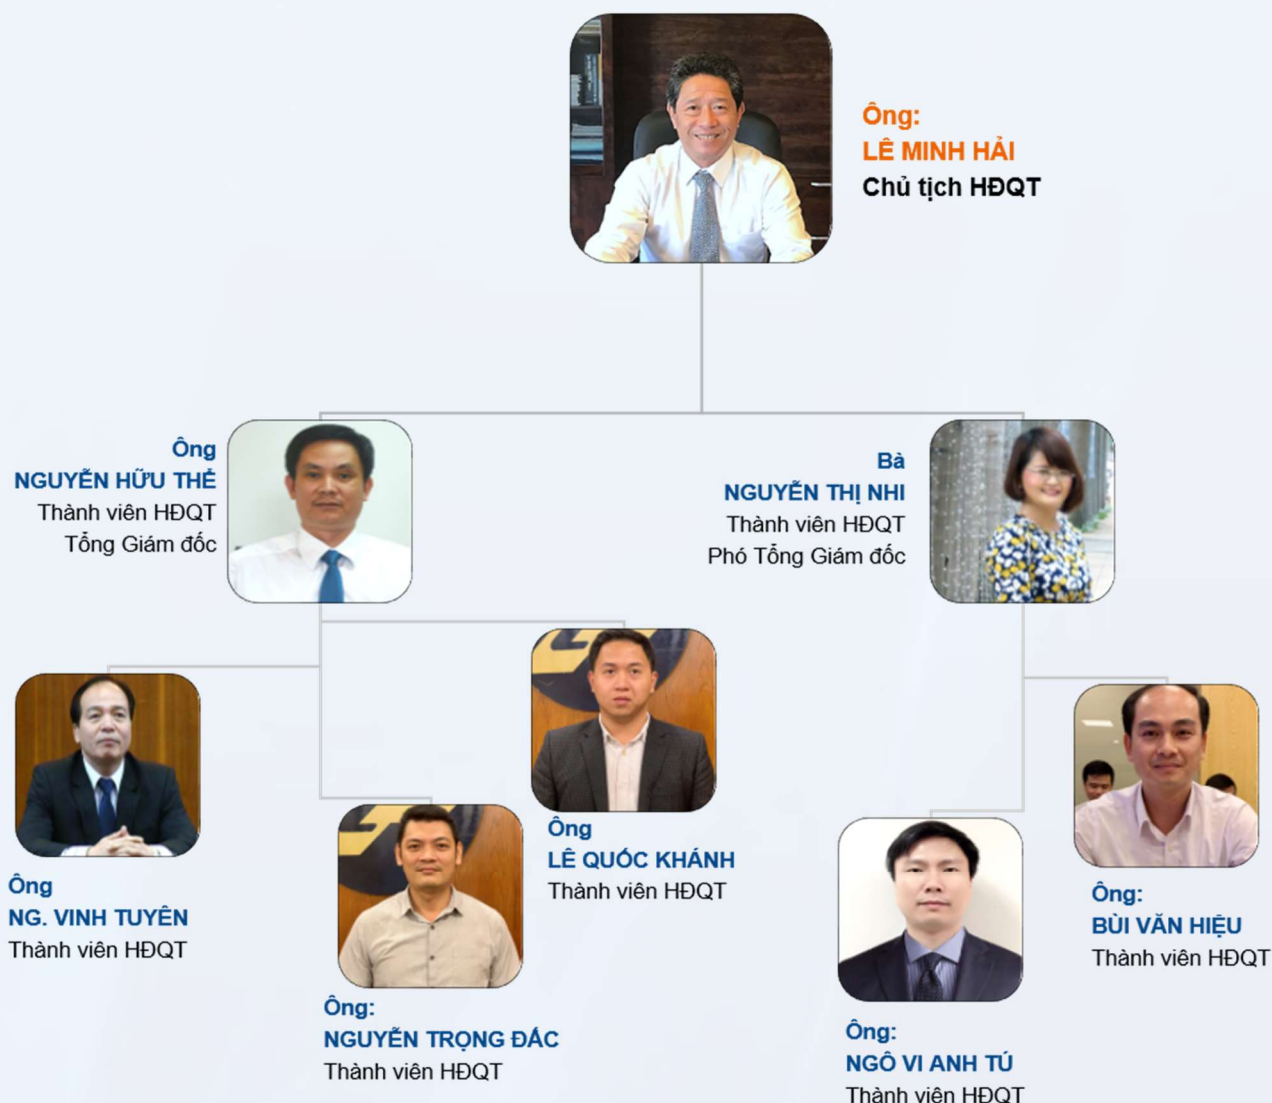 Ông:
LÊ MINH HẢI
Chủ tịch HĐQT
Ông
NGUYỄN HỮU THỂ
Thành viên HĐQT
Tổng Giám đốc
Bà
NGUYỄN THỊ NHI
Thành viên HĐQT
Phó Tổng Giám đốc
Ông
NG. VINH TUYÊN
Thành viên HĐQT
Ông:
NGUYỄN TRỌNG ĐẮC
Thành viên HĐQT
Ông
LÊ QUỐC KHÁNH
Thành viên HĐQT
Ông:
NGÔ VI ANH TÚ
Thành viên HĐQT
Ông:
BÙI VĂN HIỆU
Thành viên HĐQT